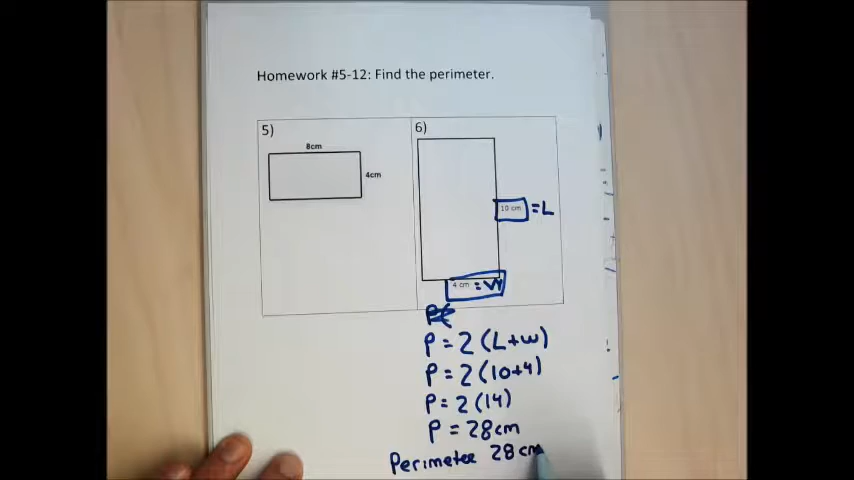 Homework #5-12: Find the perimeter.
5)
8cm
4cm
6)
10 cm = L
4 cm = W
P = 2 (L+w)
P = 2 (10+4)
P = 2 (14)
P = 28cm
Perimeter 28cm